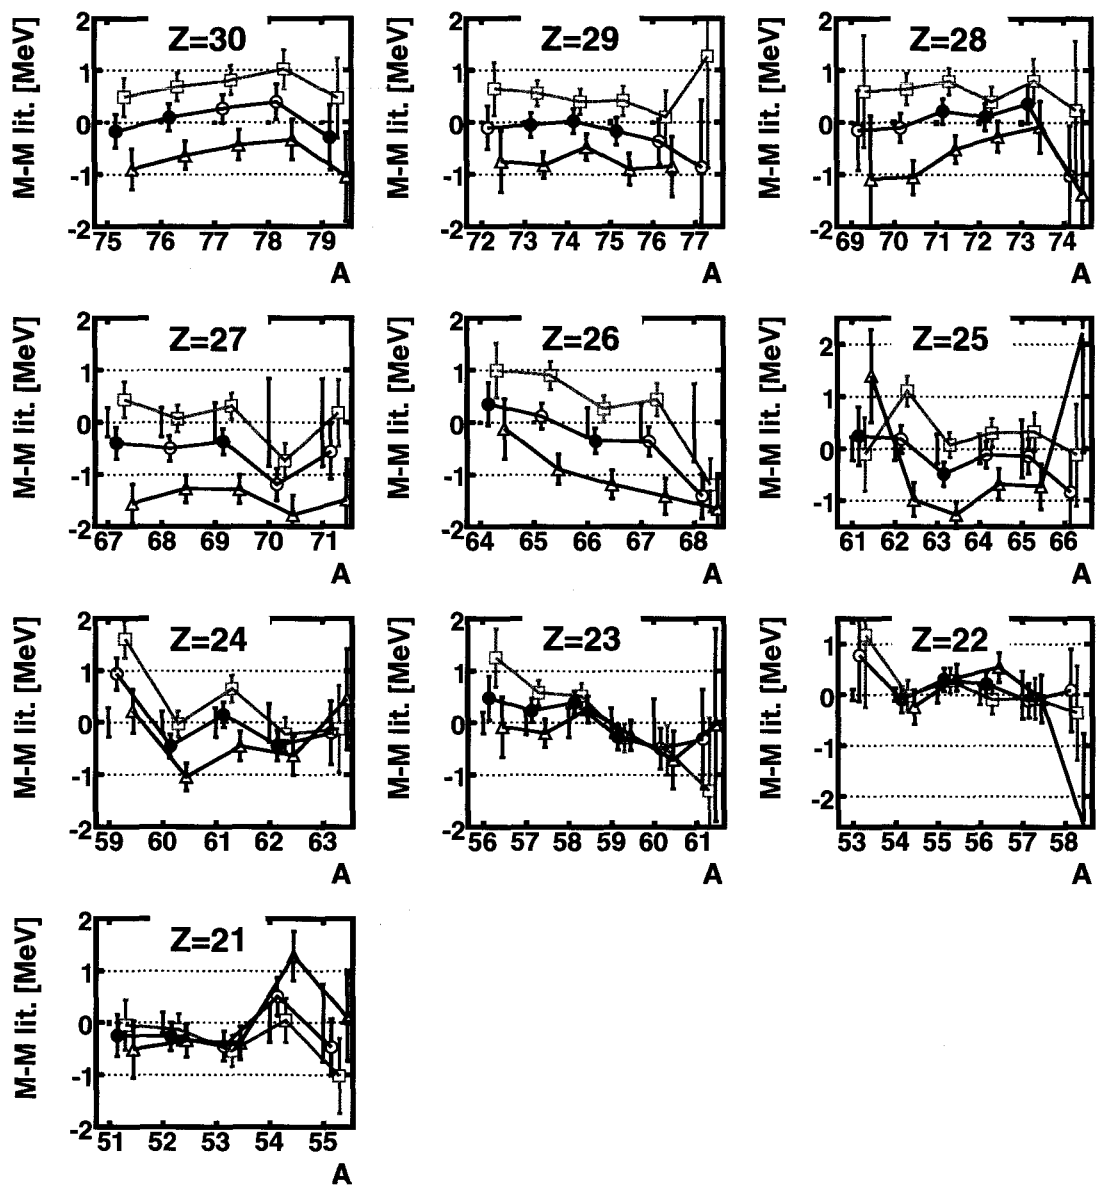 M-M lit. [MeV]
Z=30
2
1
0
-1
-2
75 76 77 78 79
A
M-M lit. [MeV]
Z=29
2
1
0
-1
-2
72 73 74 75 76 77
A
M-M lit. [MeV]
Z=28
2
1
0
-1
-2
69 70 71 72 73 74
A
M-M lit. [MeV]
Z=27
2
1
0
-1
-2
67 68 69 70 71
A
M-M lit. [MeV]
Z=26
2
1
0
-1
-2
64 65 66 67 68
A
M-M lit. [MeV]
Z=25
2
1
0
-1
61 62 63 64 65 66
A
M-M lit. [MeV]
Z=24
2
1
0
-1
-2
59 60 61 62 63
A
M-M lit. [MeV]
Z=23
2
1
0
-1
-2
56 57 58 59 60 61
A
M-M lit. [MeV]
Z=22
1
0
-1
-2
53 54 55 56 57 58
A
M-M lit. [MeV]
Z=21
2
1
0
-1
-2
51 52 53 54 55
A